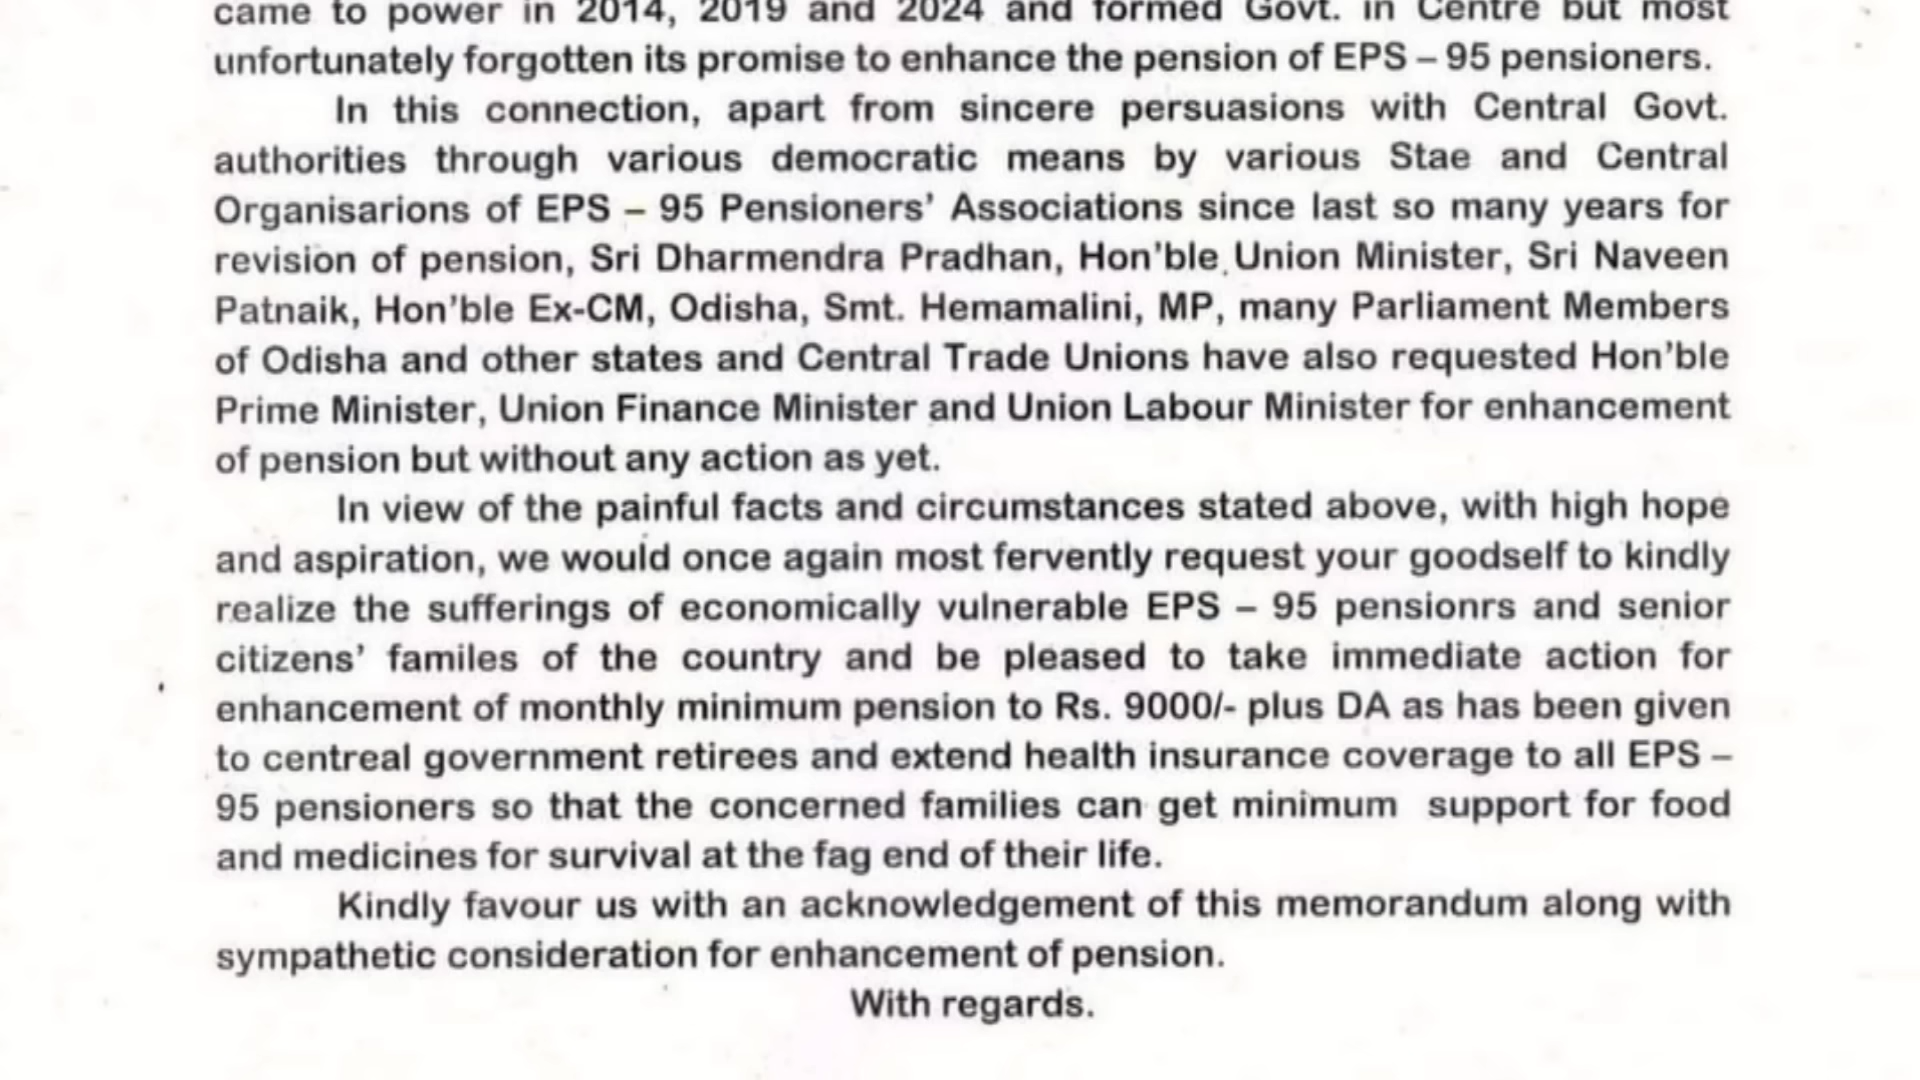 came to power in 2014, 2019 and 2024 and formed Govt. in Centre but most
unfortunately forgotten its promise to enhance the pension of EPS – 95 pensioners.
In this connection, apart from sincere persuasions with Central Govt.
authorities through various democratic means by various Stae and Central
Organisarions of EPS – 95 Pensioners’ Associations since last so many years for
revision of pension, Sri Dharmendra Pradhan, Hon’ble Union Minister, Sri Naveen
Patnaik, Hon’ble Ex-CM, Odisha, Smt. Hemamalini, MP, many Parliament Members
of Odisha and other states and Central Trade Unions have also requested Hon’ble
Prime Minister, Union Finance Minister and Union Labour Minister for enhancement
of pension but without any action as yet.
In view of the painful facts and circumstances stated above, with high hope
and aspiration, we would once again most fervently request your goodself to kindly
realize the sufferings of economically vulnerable EPS – 95 pensionrs and senior
citizens’ familes of the country and be pleased to take immediate action for
enhancement of monthly minimum pension to Rs. 9000/- plus DA as has been given
to centreal government retirees and extend health insurance coverage to all EPS –
95 pensioners so that the concerned families can get minimum support for food
and medicines for survival at the fag end of their life.
Kindly favour us with an acknowledgement of this memorandum along with
sympathetic consideration for enhancement of pension.
With regards.